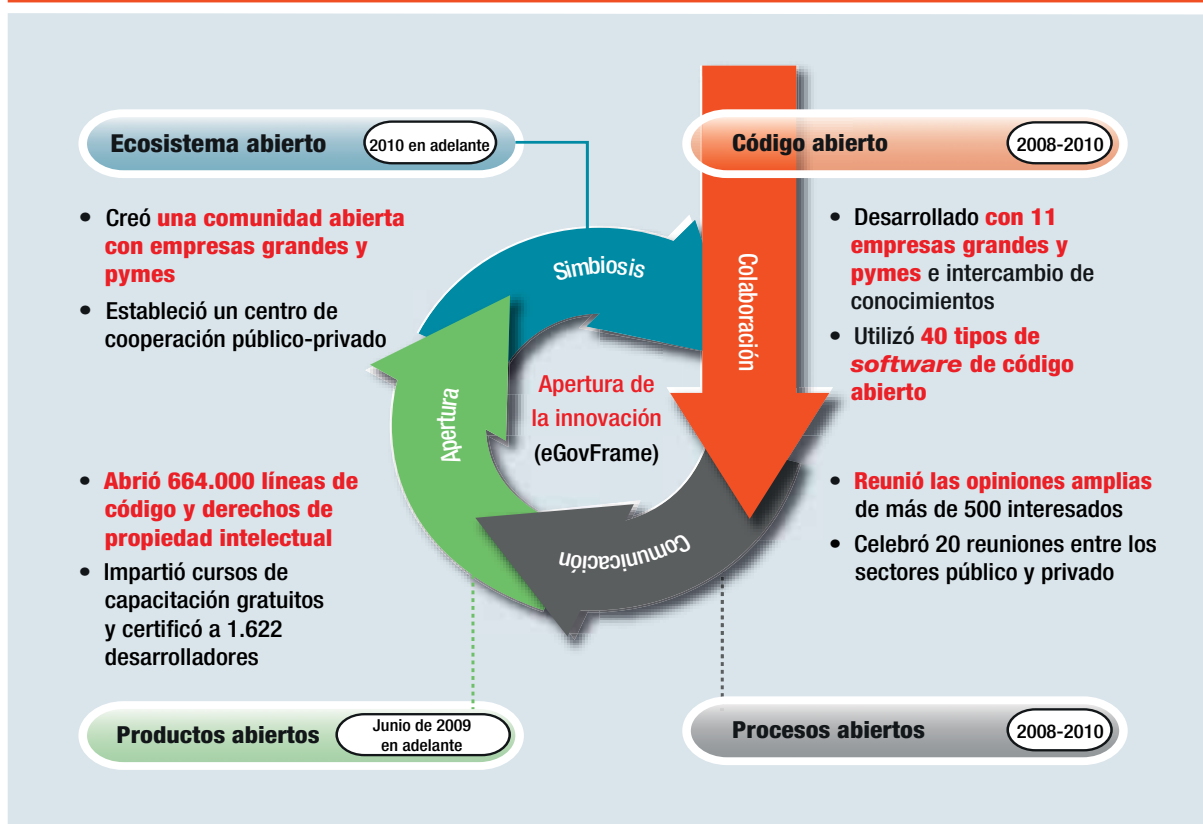 Ecosistema abierto
2010 en adelante
• Creó una comunidad abierta
con empresas grandes y
pymes
• Estableció un centro de
cooperación público-privado
Código abierto
2008-2010
• Desarrollado con 11
empresas grandes y
pymes e intercambio de
conocimientos
• Utilizó 40 tipos de
software de código
abierto
Simbiosis
Colaboración
Apertura
Comunicación
Apertura de
la innovación
(eGovFrame)
• Abrió 664.000 líneas de
código y derechos de
propiedad intelectual
• Impartió cursos de
capacitación gratuitos
y certificó a 1.622
desarrolladores
Productos abiertos
Junio de 2009
en adelante
• Reunió las opiniones amplias
de más de 500 interesados
• Celebró 20 reuniones entre los
sectores público y privado
Procesos abiertos
2008-2010